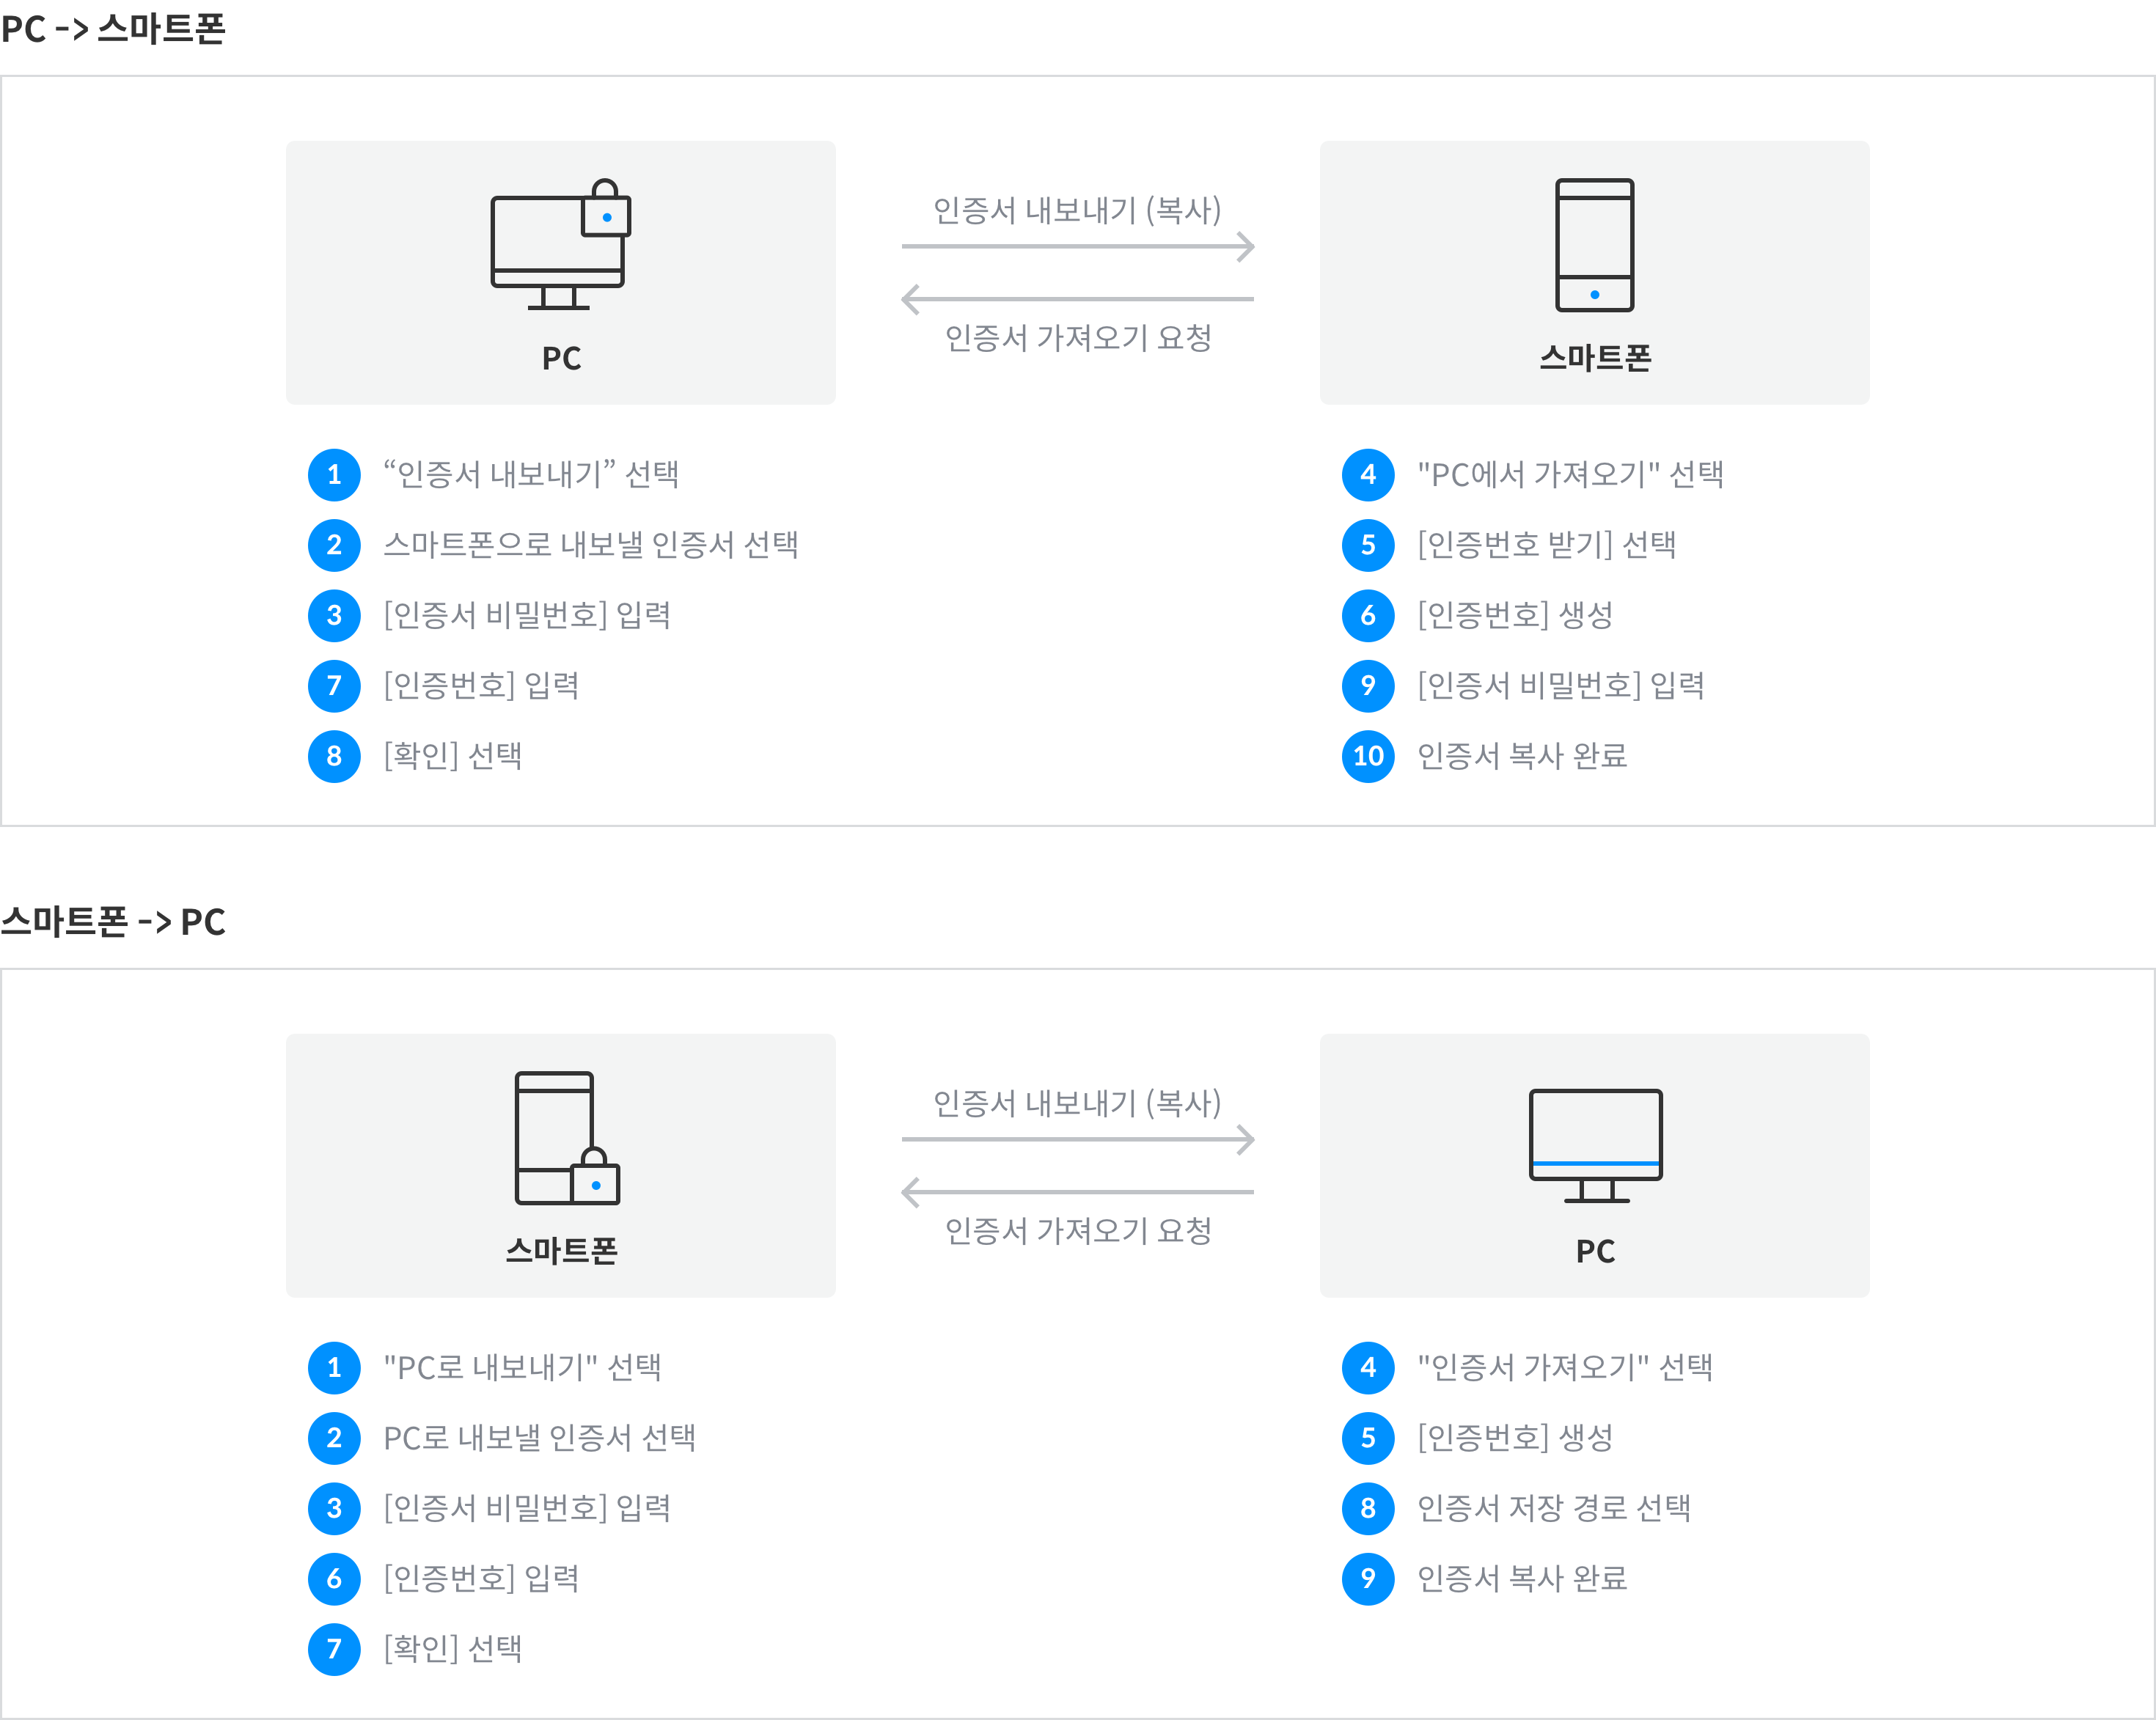 PC -> 스마트폰
인증서 내보내기 (복사)
인증서 가져오기 요청
PC
스마트폰
1 “인증서 내보내기” 선택
2 스마트폰으로 내보낼 인증서 선택
3 [인증서 비밀번호] 입력
7 [인증번호] 입력
8 [확인] 선택
4 "PC에서 가져오기" 선택
5 [인증번호 받기] 선택
6 [인증번호] 생성
9 [인증서 비밀번호] 입력
10 인증서 복사 완료
스마트폰 -> PC
인증서 내보내기 (복사)
인증서 가져오기 요청
스마트폰
PC
1 "PC로 내보내기" 선택
2 PC로 내보낼 인증서 선택
3 [인증서 비밀번호] 입력
6 [인증번호] 입력
7 [확인] 선택
4 "인증서 가져오기" 선택
5 [인증번호] 생성
8 인증서 저장 경로 선택
9 인증서 복사 완료